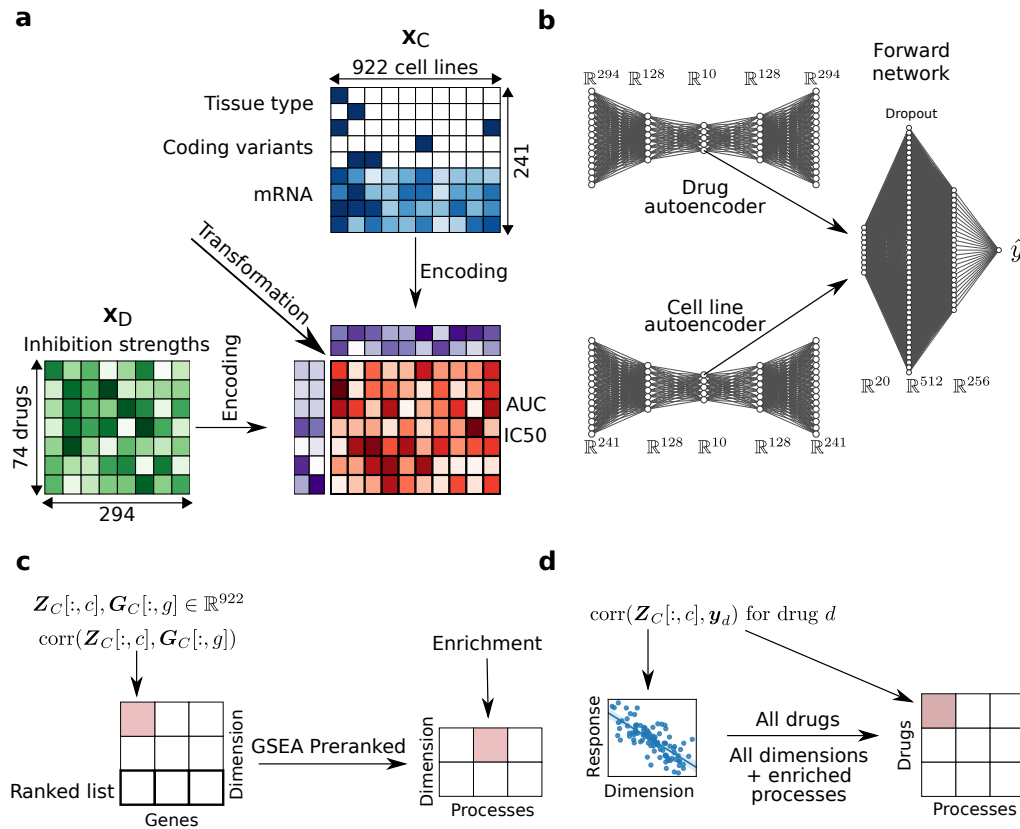 a
X_C
922 cell lines
Tissue type
Coding variants
mRNA
241
Transformation
Encoding
X_D
Inhibition strengths
74 drugs
294
Encoding
AUC
IC50
b
Forward
network
ℝ^294 ℝ^128 ℝ^10 ℝ^128 ℝ^294
Dropout
Drug
autoencoder
ŷ
Cell line
autoencoder
ℝ^20 ℝ^512 ℝ^256
ℝ^241 ℝ^128 ℝ^10 ℝ^128 ℝ^241
c
Z_C[:, c], G_C[:, g] ∈ ℝ^922
corr(Z_C[:, c], G_C[:, g])
Dimension
Ranked list
Genes
GSEA Preranked
Enrichment
Dimension
Processes
d
corr(Z_C[:, c], y_d) for drug d
Response
Dimension
All drugs
All dimensions
+ enriched
processes
Drugs
Processes